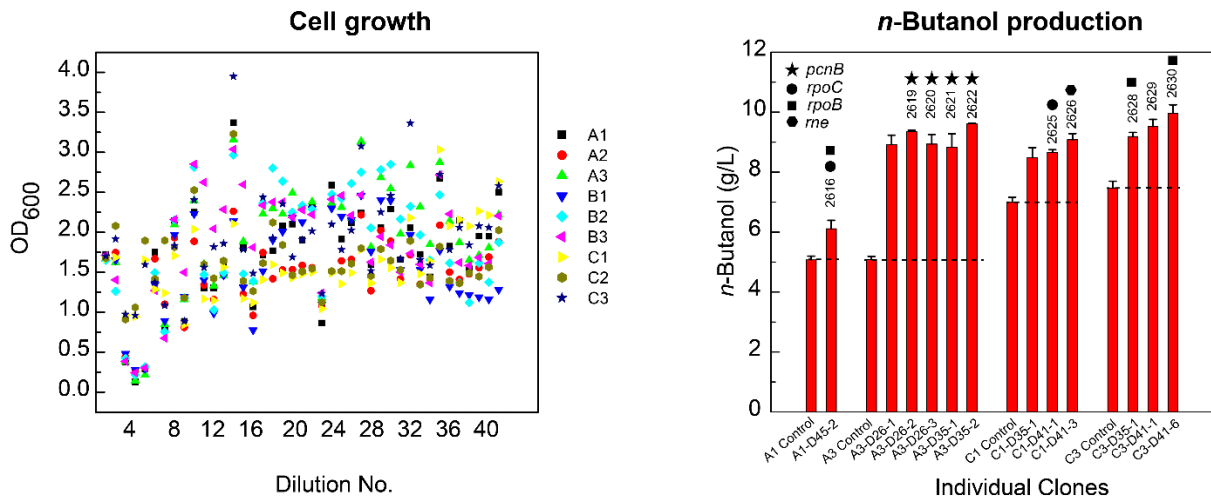 Cell growth
OD600
4.0
3.5
3.0
2.5
2.0
1.5
1.0
0.5
0.0
4 8 12 16 20 24 28 32 36 40
Dilution No.
A1
A2
A3
B1
B2
B3
C1
C2
C3
n-Butanol production
n-Butanol (g/L)
12
10
8
6
4
2
0
pcnB
rpoC
rpoB
rne
2616
2619
2620
2621
2622
2625
2626
2628
2629
2630
A1 Control
A1-D45-2
A3 Control
A3-D26-1
A3-D26-2
A3-D26-3
A3-D35-1
A3-D35-2
C1 Control
C1-D35-1
C1-D41-1
C1-D41-3
C3 Control
C3-D35-1
C3-D41-1
C3-D41-6
Individual Clones